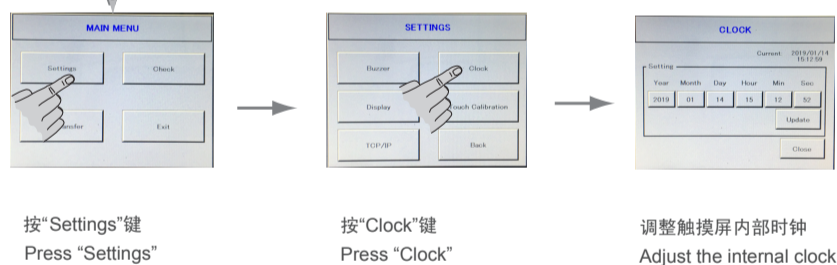 MAIN MENU
Settings
Check
Exit
按“Settings”键
Press “Settings”
SETTINGS
Buzzer
Clock
Display
Touch Calibration
TCP/IP
Back
按“Clock”键
Press “Clock”
CLOCK
Current: 2019/01/14
15:12:59
Setting
Year Month Day Hour Min Sec
2019 01 14 15 12 52
Update
Close
调整触摸屏内部时钟
Adjust the internal clock